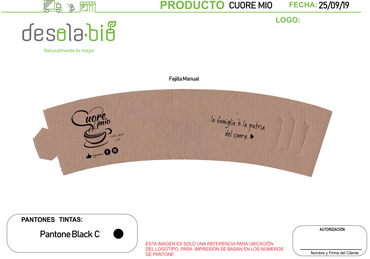 PRODUCTO CUORE MIO FECHA: 25/09/19
LOGO:
desola·bio
Naturalmente lo mejor
Fajilla Manual
Cuore
mio
la famiglia è la patria
del cuore
PANTONES TINTAS:
Pantone Black C
ESTA IMAGEN ES SOLO UNA REFERENCIA PARA UBICACIÓN
DEL LOGOTIPO. PARA IMPRESIÓN SE BASAN EN LOS NÚMEROS
DE PANTONE.
AUTORIZACIÓN
Nombre y Firma del Cliente